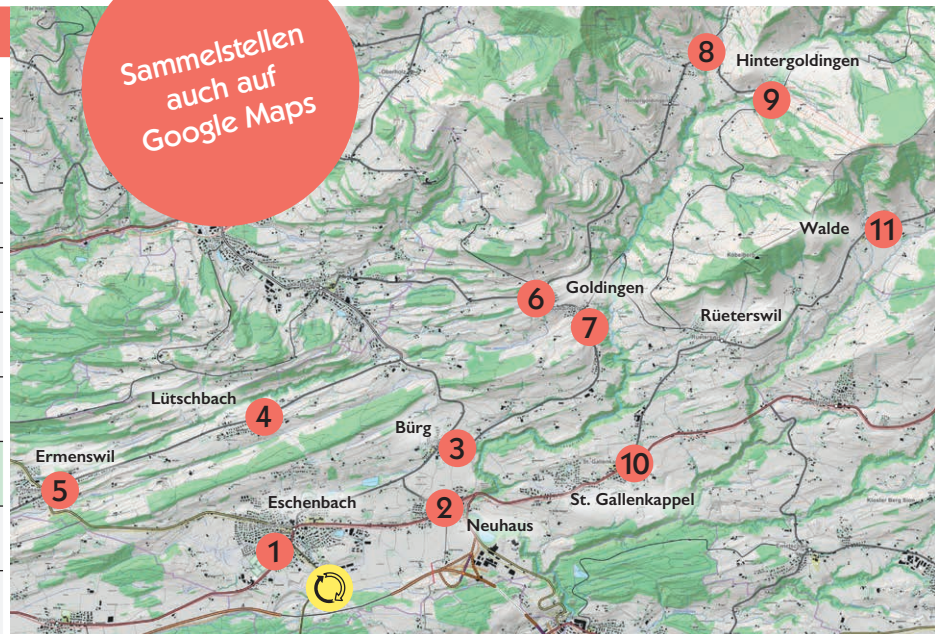 Sammelstellen
auch auf
Google Maps
8
Hintergoldingen
9
Walde
11
6
Goldingen
7
Rüeterswil
Lütschbach
4
Bürg
3
Ermenswil
5
10
St. Gallenkappel
Eschenbach
2
Neuhaus
1